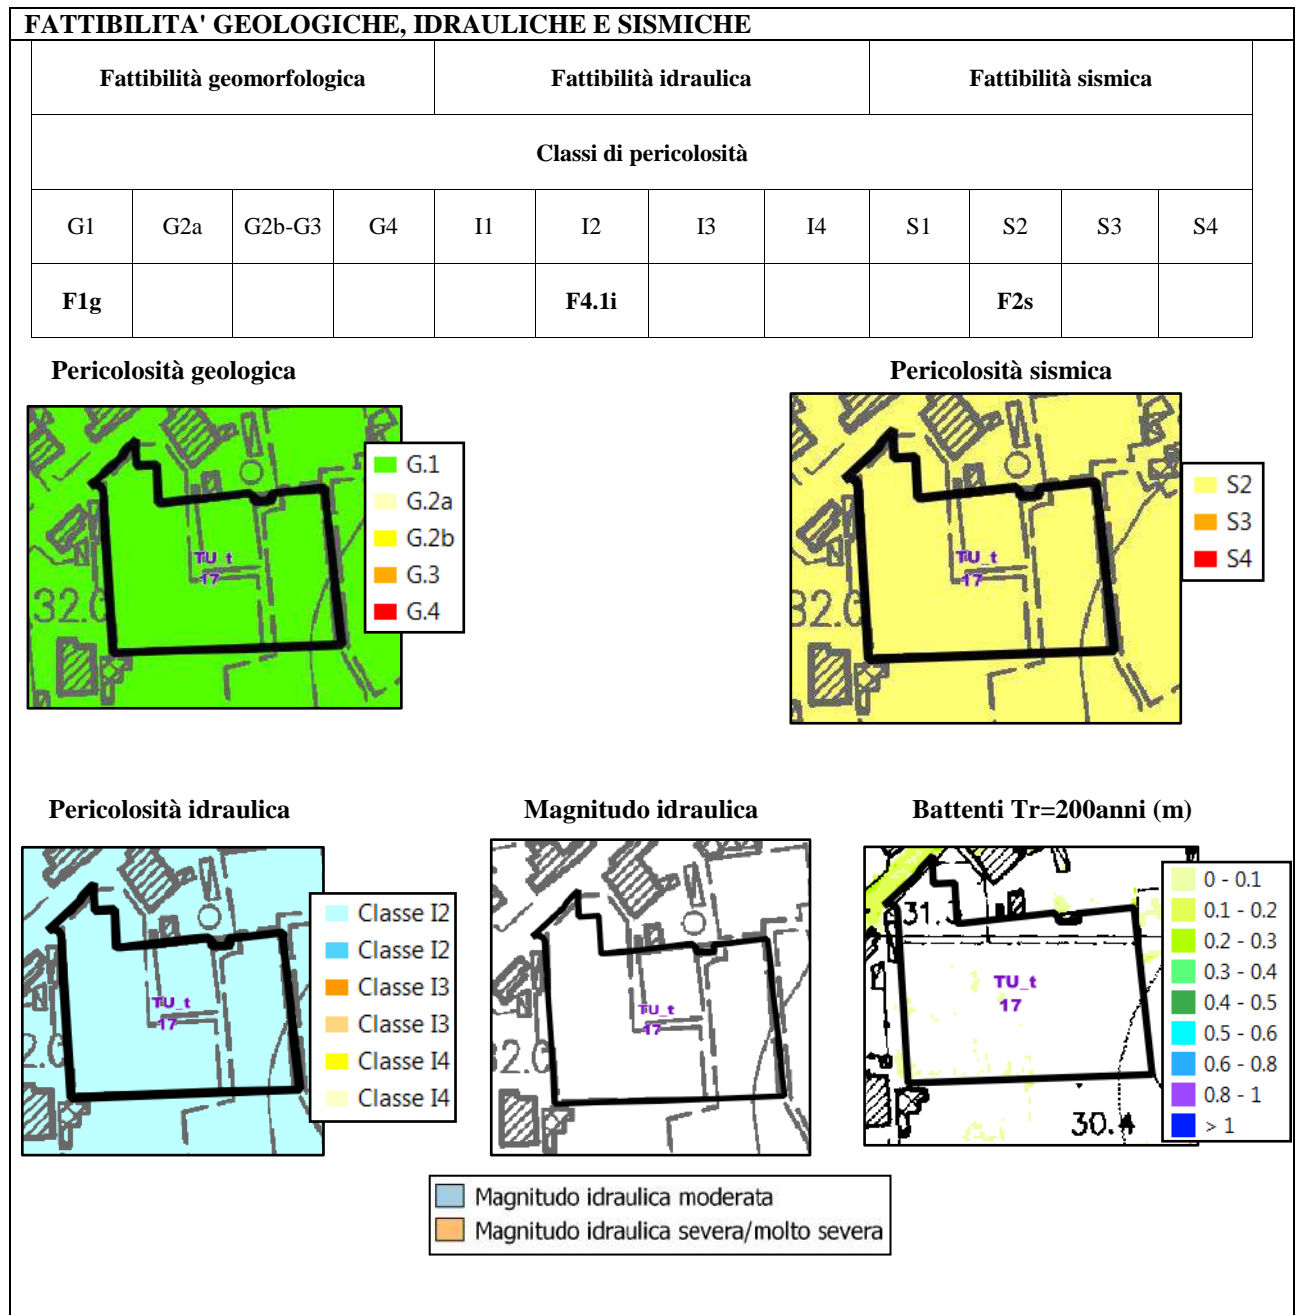 FATTIBILITA' GEOLOGICHE, IDRAULICHE E SISMICHE
Fattibilità geomorfologica Fattibilità idraulica Fattibilità sismica
Classi di pericolosità
G1 G2a G2b-G3 G4 I1 I2 I3 I4 S1 S2 S3 S4
F1g F4.1i F2s
Pericolosità geologica
32.0
TU_t
17
G.1
G.2a
G.2b
G.3
G.4
Pericolosità sismica
32.0
TU_t
17
S2
S3
S4
Pericolosità idraulica
TU_t
17
Classe I2
Classe I2
Classe I3
Classe I3
Classe I4
Classe I4
Magnitudo idraulica
TU_t
17
Battenti Tr=200anni (m)
TU_t
17
30.4
0 - 0.1
0.1 - 0.2
0.2 - 0.3
0.3 - 0.4
0.4 - 0.5
0.5 - 0.6
0.6 - 0.8
0.8 - 1
> 1
Magnitudo idraulica moderata
Magnitudo idraulica severa/molto severa